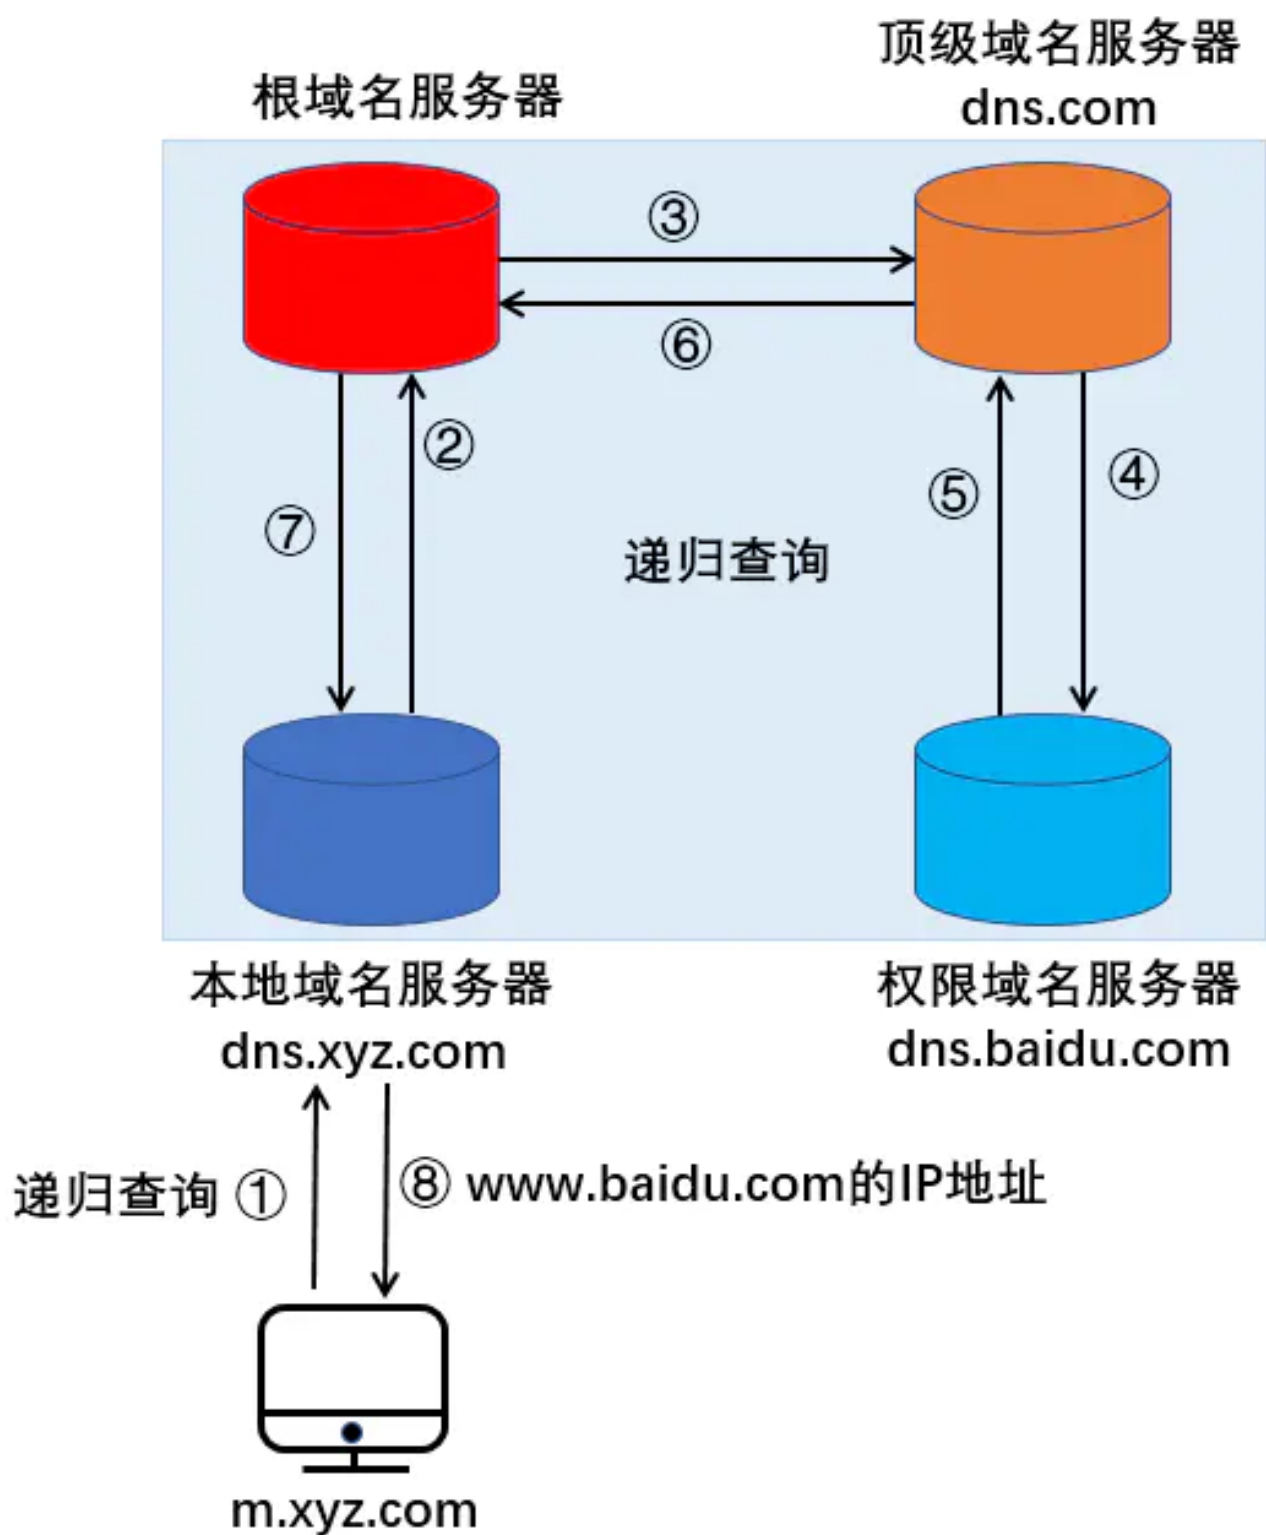 顶级域名服务器
dns.com
根域名服务器
③
⑥
②
⑦
④
⑤
递归查询
本地域名服务器
dns.xyz.com
权限域名服务器
dns.baidu.com
递归查询 ①
⑧ www.baidu.com的IP地址
m.xyz.com